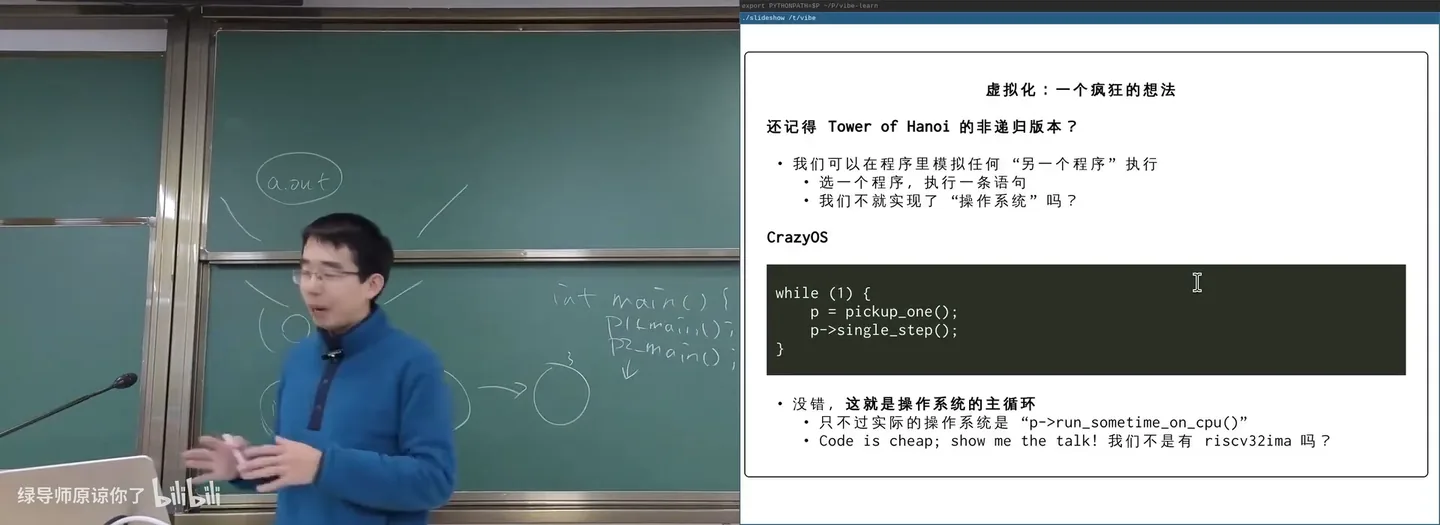 a.out
int main() {
p1_main();
p2_main();
3
绿导师原谅你了 bilibili
export PYTHONPATH=$P ~/P/vibe-learn
./slideshow /t/vibe
虚拟化：一个疯狂的想法
还记得 Tower of Hanoi 的非递归版本？
• 我们可以在程序里模拟任何 “另一个程序” 执行
• 选一个程序，执行一条语句
• 我们不就实现了 “操作系统” 吗？
CrazyOS
while (1) {
p = pickup_one();
p->single_step();
}
• 没错，这就是操作系统的主循环
• 只不过实际的操作系统是 “p->run_sometime_on_cpu()”
• Code is cheap; show me the talk! 我们不是有 riscv32ima 吗？